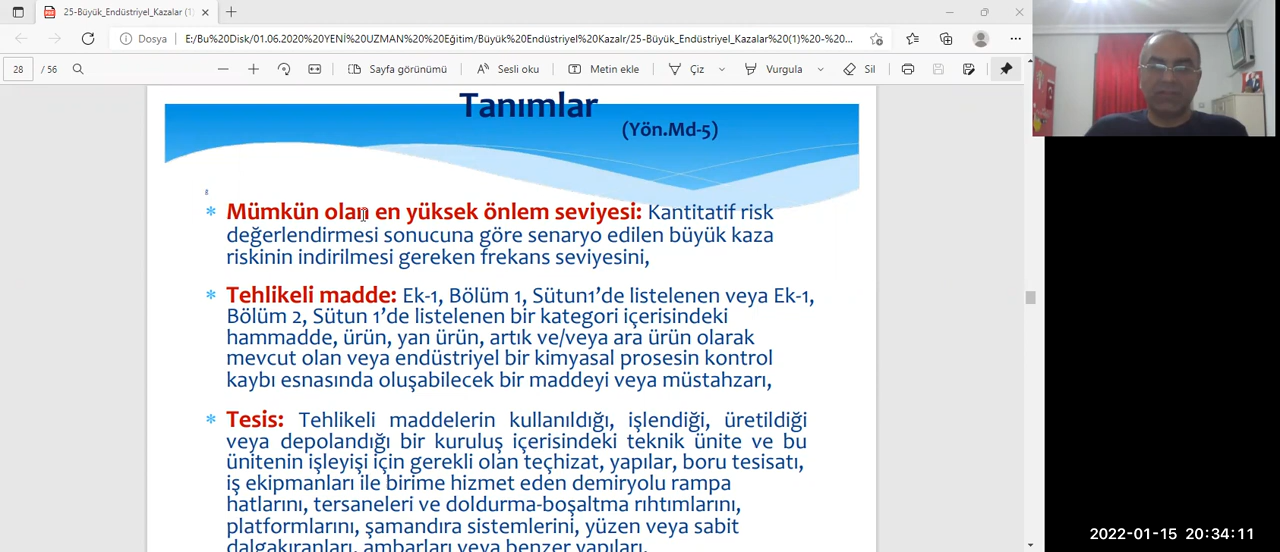 25-Büyük_Endüstriyel_Kazalar (1)
Dosya
E:/Bu%20Disk/01.06.2020%20YENİ%20UZMAN%20%20Eğitim/Büyük%20Endüstriyel%20Kazalr/25-Büyük_Endüstriyel_Kazalar%20(1)%20-%20...
28 / 56
Sayfa görünümü
Sesli oku
Metin ekle
Çiz
Vurgula
Sil
Tanımlar
(Yön.Md-5)
* Mümkün olan en yüksek önlem seviyesi: Kantitatif risk
değerlendirmesi sonucuna göre senaryo edilen büyük kaza
riskinin indirilmesi gereken frekans seviyesini,
* Tehlikeli madde: Ek-1, Bölüm 1, Sütun1’de listelenen veya Ek-1,
Bölüm 2, Sütun 1’de listelenen bir kategori içerisindeki
hammadde, ürün, yan ürün, artık ve/veya ara ürün olarak
mevcut olan veya endüstriyel bir kimyasal prosesin kontrol
kaybı esnasında oluşabilecek bir maddeyi veya müstahzarı,
* Tesis: Tehlikeli maddelerin kullanıldığı, işlendiği, üretildiği
veya depolandığı bir kuruluş içerisindeki teknik ünite ve bu
ünitenin işleyişi için gerekli olan teçhizat, yapılar, boru tesisatı,
iş ekipmanları ile birime hizmet eden demiryolu rampa
hatlarını, tersaneleri ve doldurma-boşaltma rıhtımlarını,
platformlarını, şamandıra sistemlerini, yüzen veya sabit
dalgakıranları, ambarları veya benzer yapıları,
2022-01-15 20:34:11